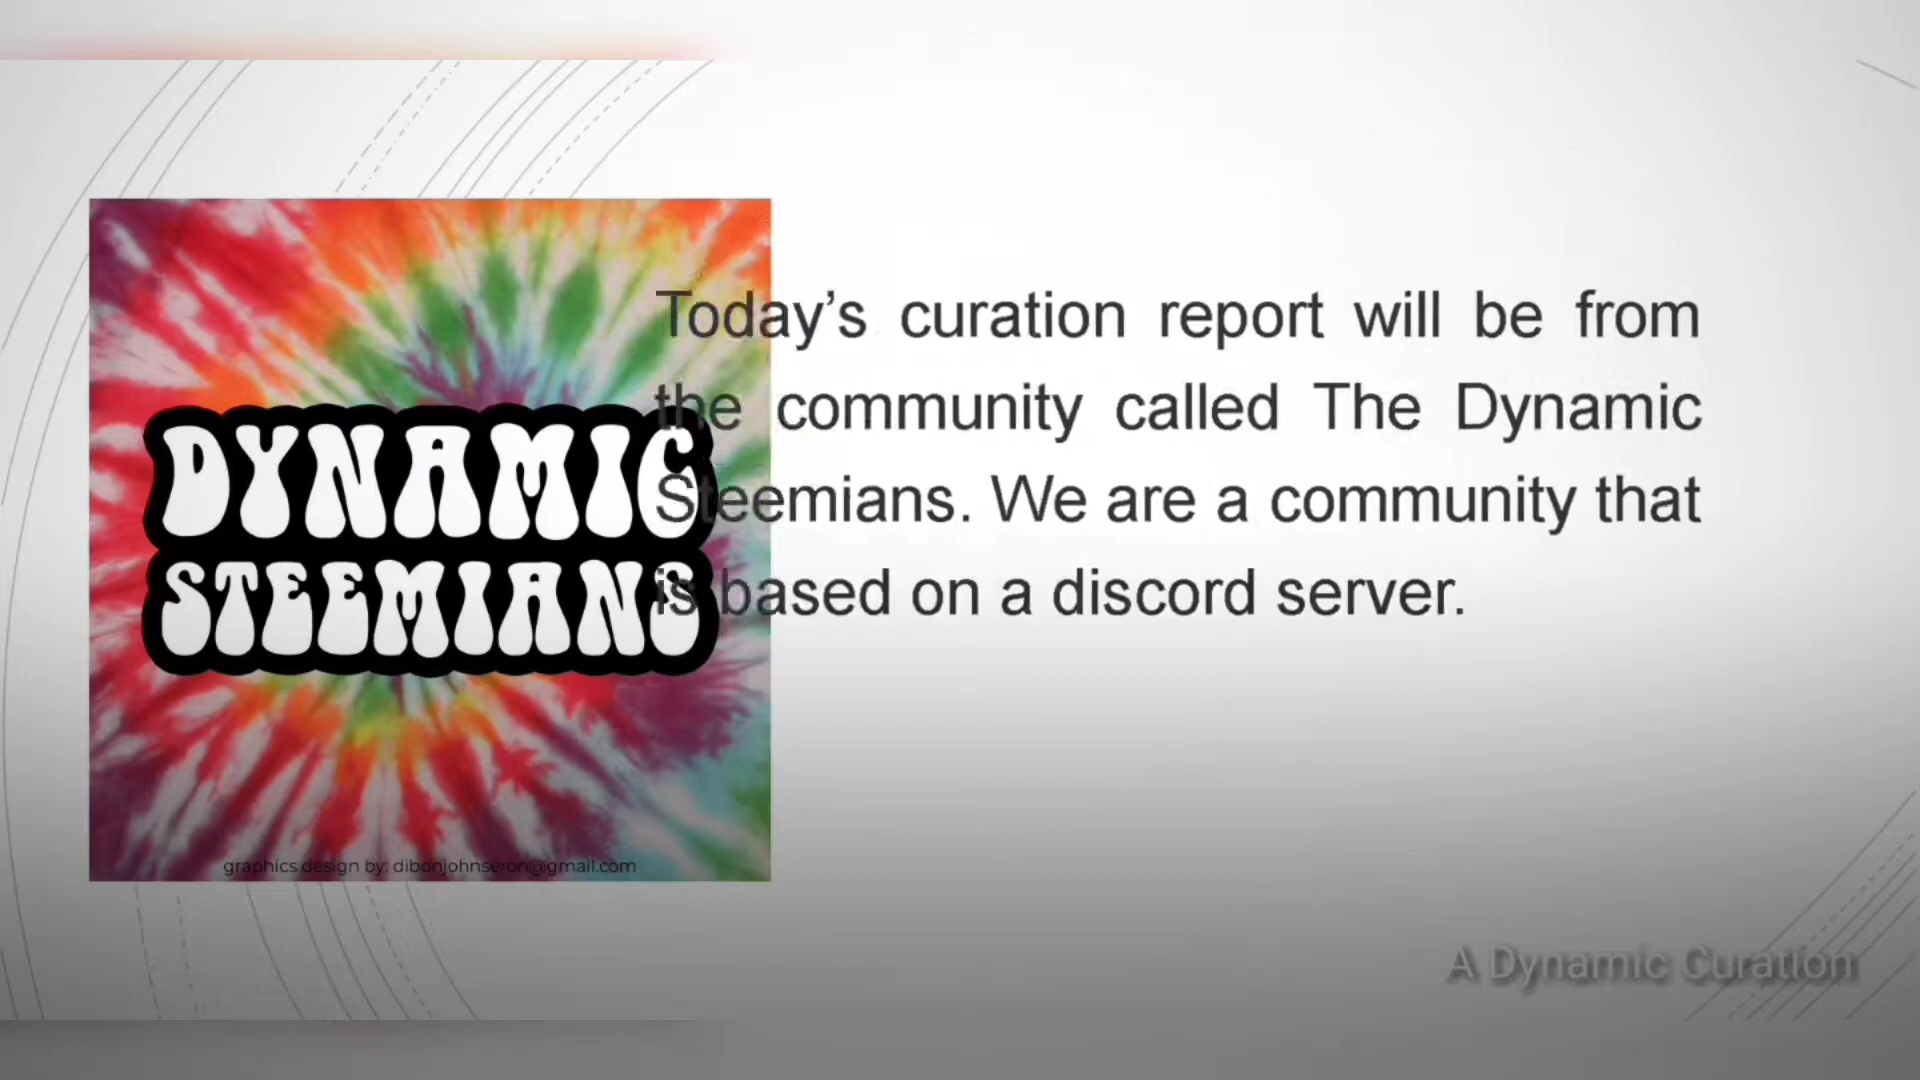 DYNAMIC
STEEMIANS
graphics design by: dibonjohnseron@gmail.com
Today’s curation report will be from
the community called The Dynamic
Steemians. We are a community that
is based on a discord server.
A Dynamic Curation